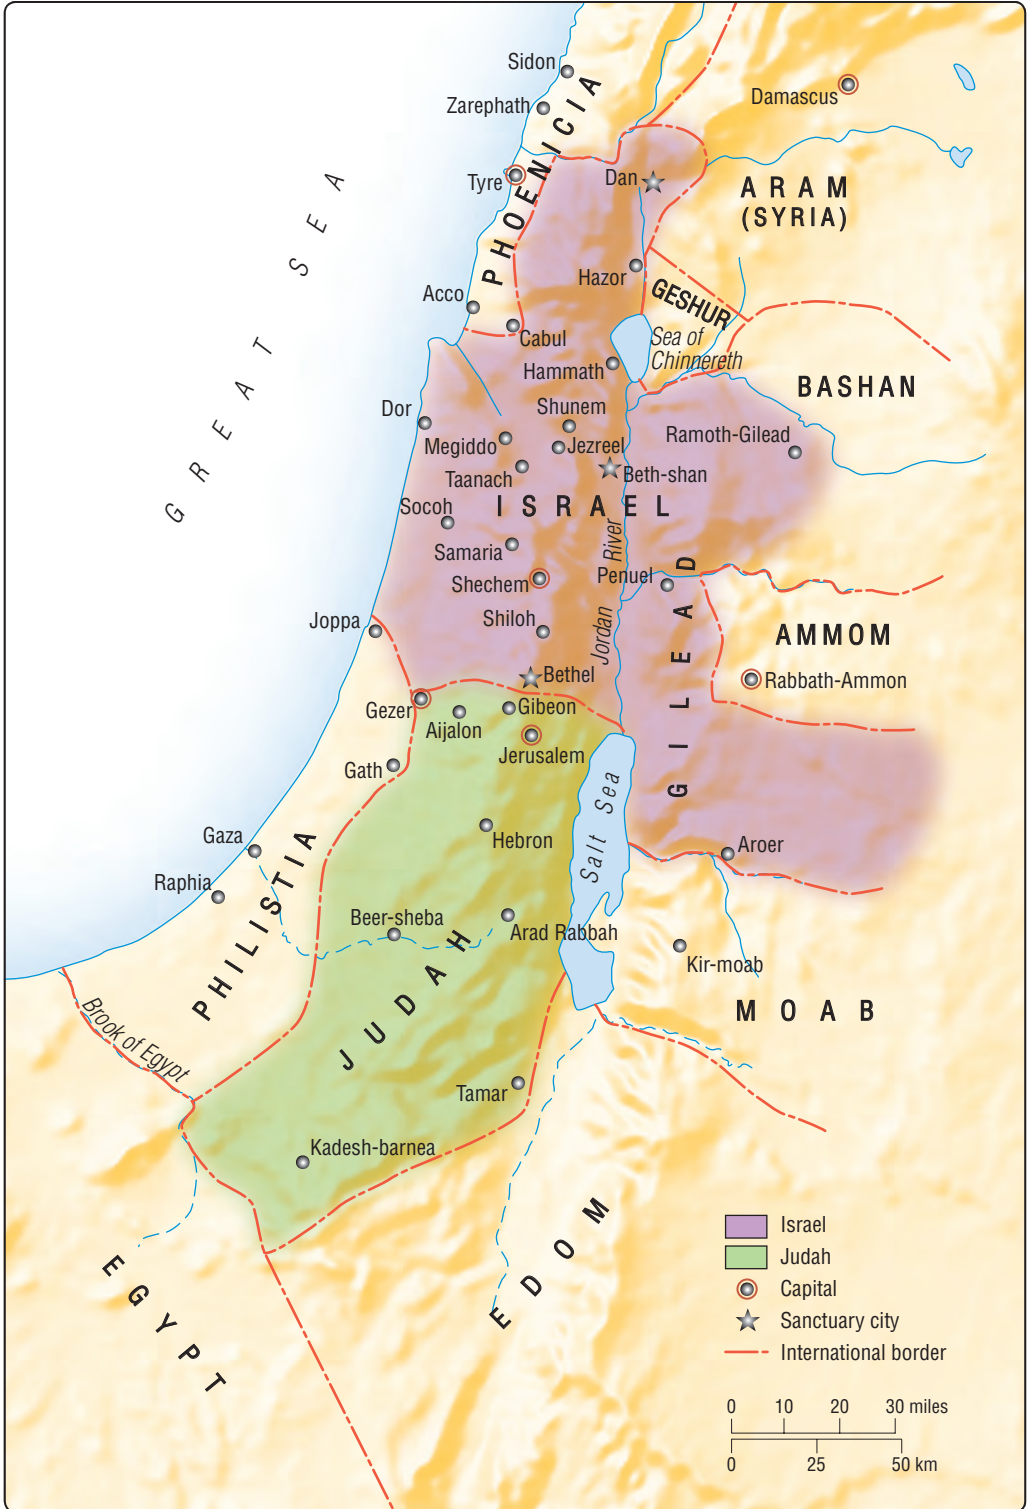 Sidon
Zarephath
Damascus
PHOENICIA
Tyre
Dan
ARAM
(SYRIA)
GREAT SEA
Hazor
GESHUR
Acco
Cabul
Sea of
Chinnereth
Hammath
BASHAN
Dor
Shunem
Megiddo
Jezreel
Ramoth-Gilead
Taanach
Beth-shan
Socoh
ISRAEL
Samaria
Jordan River
Shechem
Penuel
GILEAD
Shiloh
Joppa
AMMOM
Bethel
Rabbath-Ammon
Gezer
Gibeon
Aijalon
Jerusalem
Gath
Salt Sea
Gaza
Hebron
Aroer
Raphia
PHILISTIA
Beer-sheba
Arad Rabbah
JUDAH
Kir-moab
MOAB
Brook of Egypt
Tamar
Kadesh-barnea
EDOM
EGYPT
Israel
Judah
Capital
Sanctuary city
International border
0 10 20 30 miles
0 25 50 km